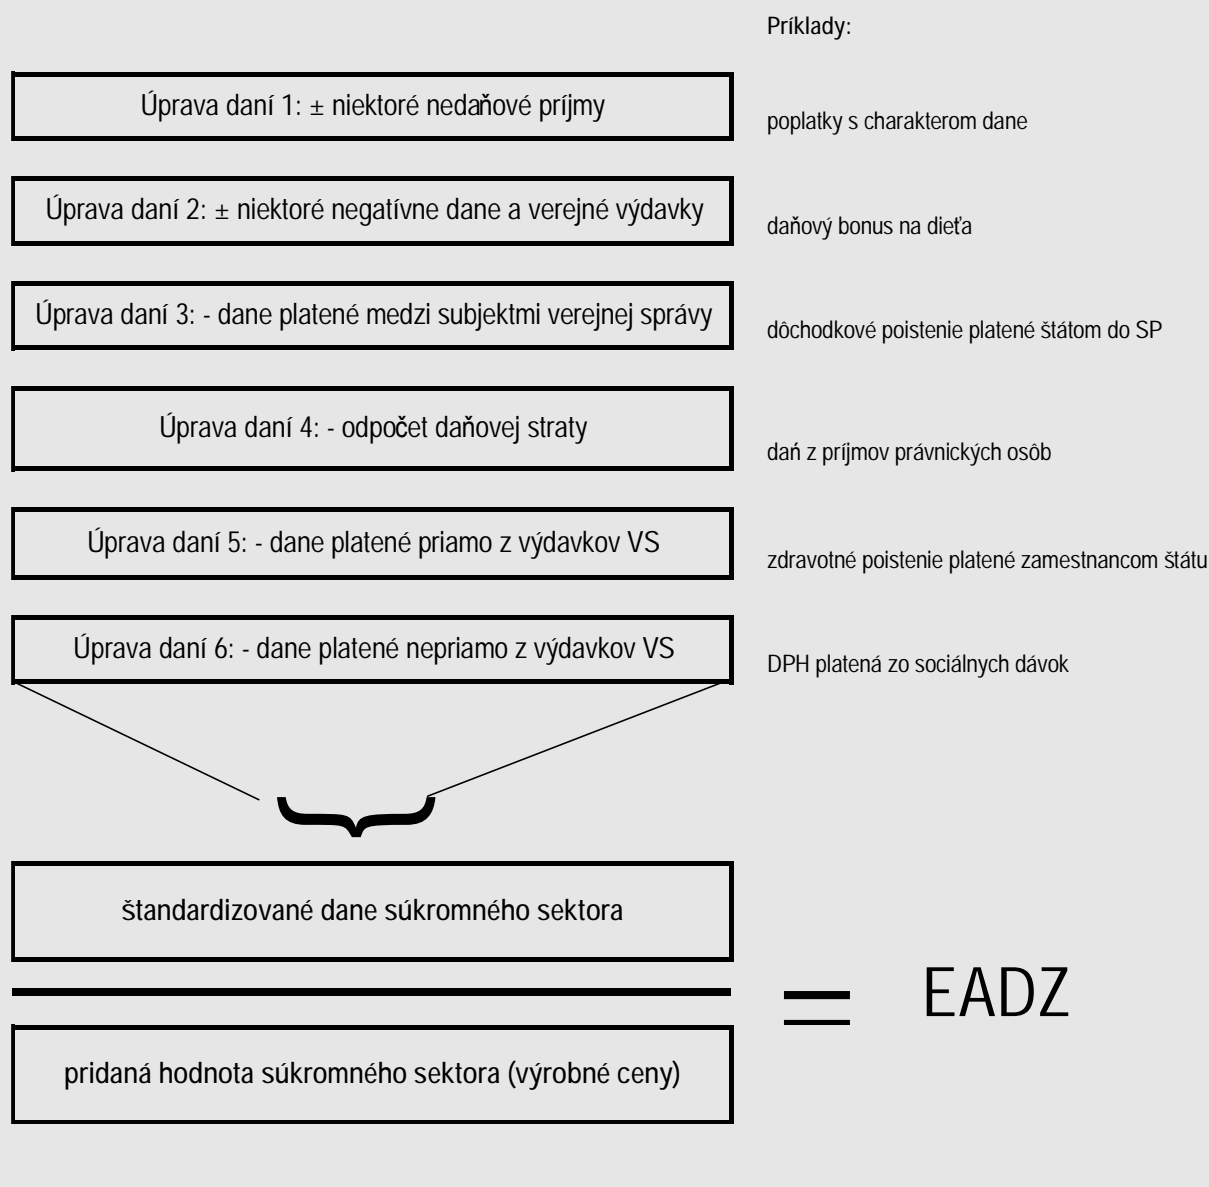 Príklady:
Úprava daní 1: ± niektoré nedaňové príjmy
poplatky s charakterom dane
Úprava daní 2: ± niektoré negatívne dane a verejné výdavky
daňový bonus na dieťa
Úprava daní 3: - dane platené medzi subjektmi verejnej správy
dôchodkové poistenie platené štátom do SP
Úprava daní 4: - odpočet daňovej straty
dań z príjmov právnických osôb
Úprava daní 5: - dane platené priamo z výdavkov VS
zdravotné poistenie platené zamestnancom štátu
Úprava daní 6: - dane platené nepriamo z výdavkov VS
DPH platená zo sociálnych dávok
štandardizované dane súkromného sektora
= EADZ
pridaná hodnota súkromného sektora (výrobné ceny)